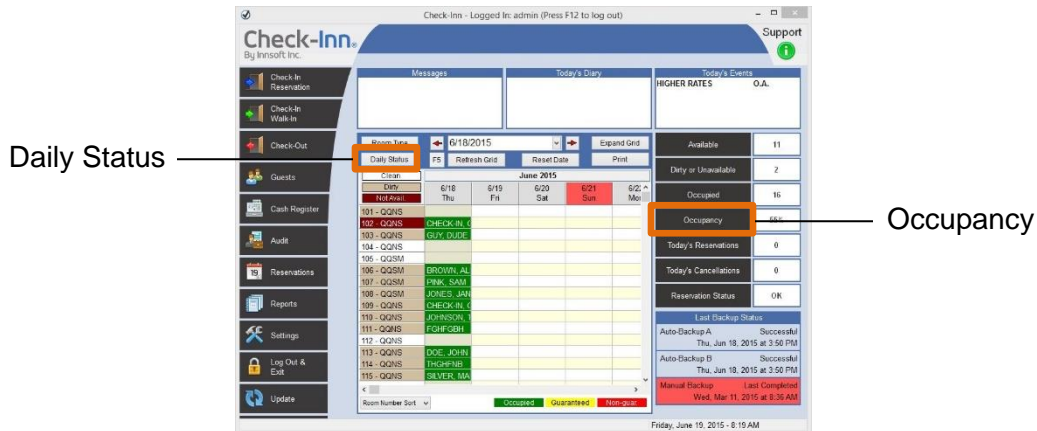 Check-Inn - Logged In: admin (Press F12 to log out)
Check-Inn®
By Innsoft Inc.
Support
Check-In
Reservation
Check-In
Walk-In
Check-Out
Guests
Cash Register
Audit
19
Reservations
Reports
Settings
Log Out &
Exit
Update
Daily Status
Messages
Today's Diary
Today's Events
HIGHER RATES O.A.
Room Type
6/18/2015
Expand Grid
Daily Status
F5
Refresh Grid
Reset Date
Print
Clean
Dirty
Not Avail.
June 2015
6/18 6/19 6/20 6/21
Thu Fri Sat Sun
101 - QQNS
102 - QQNS CHECK-IN,
103 - QQNS GUY, DUDE
104 - QQNS
105 - QQSM
106 - QQSM BROWN, AL
107 - QQSM PINK, SAM
108 - QQSM JONES, JAN
109 - QQNS CHECK-IN,
110 - QQNS JOHNSON,
111 - QQNS FGHFGBH
112 - QQNS
113 - QQNS DOE, JOHN
114 - QQNS THGHFNB
115 - QQNS SILVER, MA
Room Number Sort
Occupied Guaranteed Non-guar.
Available 11
Dirty or Unavailable 2
Occupied 16
Occupancy 55%
Occupancy
Today's Reservations 0
Today's Cancellations 0
Reservation Status OK
Last Backup Status
Auto-Backup A Successful
Thu, Jun 18, 2015 at 3:50 PM
Auto-Backup B Successful
Thu, Jun 18, 2015 at 3:50 PM
Manual Backup Last Completed
Wed, Mar 11, 2015 at 8:36 AM
Friday, June 19, 2015 - 8:19 AM